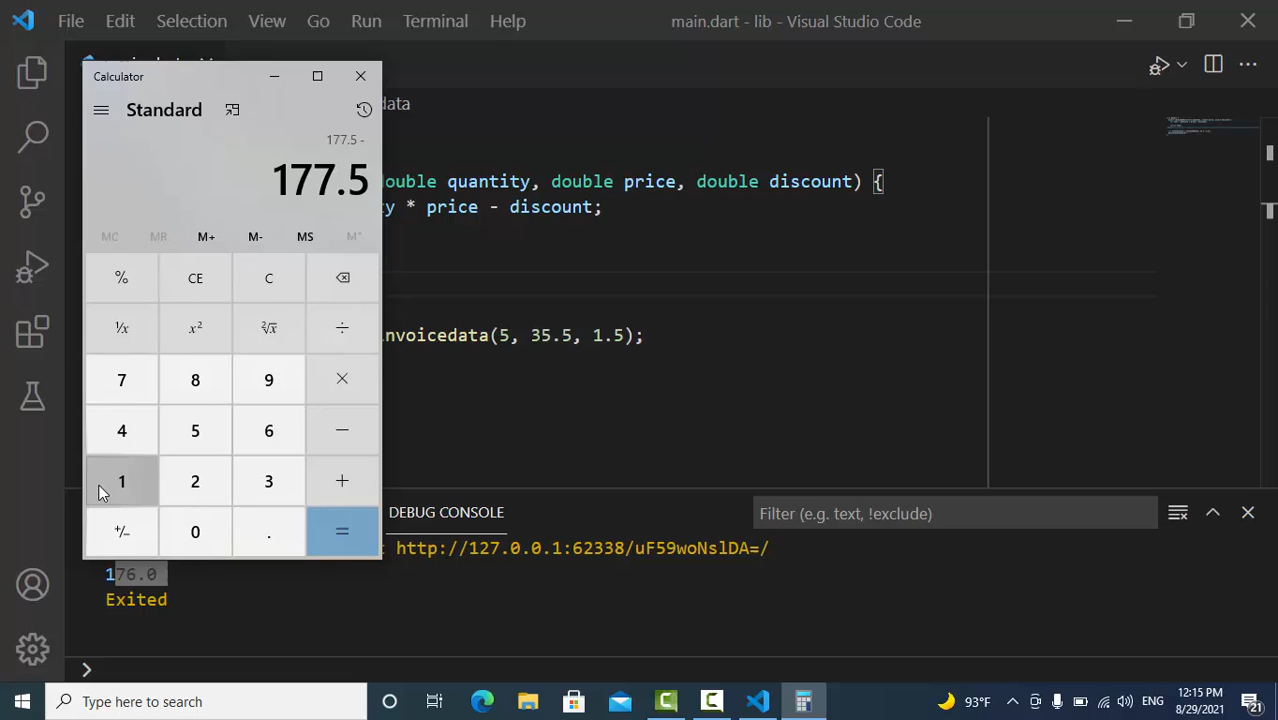 File Edit Selection View Go Run Terminal Help main.dart - lib - Visual Studio Code
Calculator
Standard
data
177.5 -
177.5
double quantity, double price, double discount) {
y * price - discount;
MC MR M+ M- MS M˅
% CE C
¹⁄x x² ²√x ÷
nvoicedata(5, 35.5, 1.5);
7 8 9 ×
4 5 6 −
1 2 3 +
+/− 0 . =
DEBUG CONSOLE Filter (e.g. text, !exclude)
http://127.0.0.1:62338/uF59woNslDA=/
176.0
Exited
>
Type here to search 93°F ENG 12:15 PM
8/29/2021 21